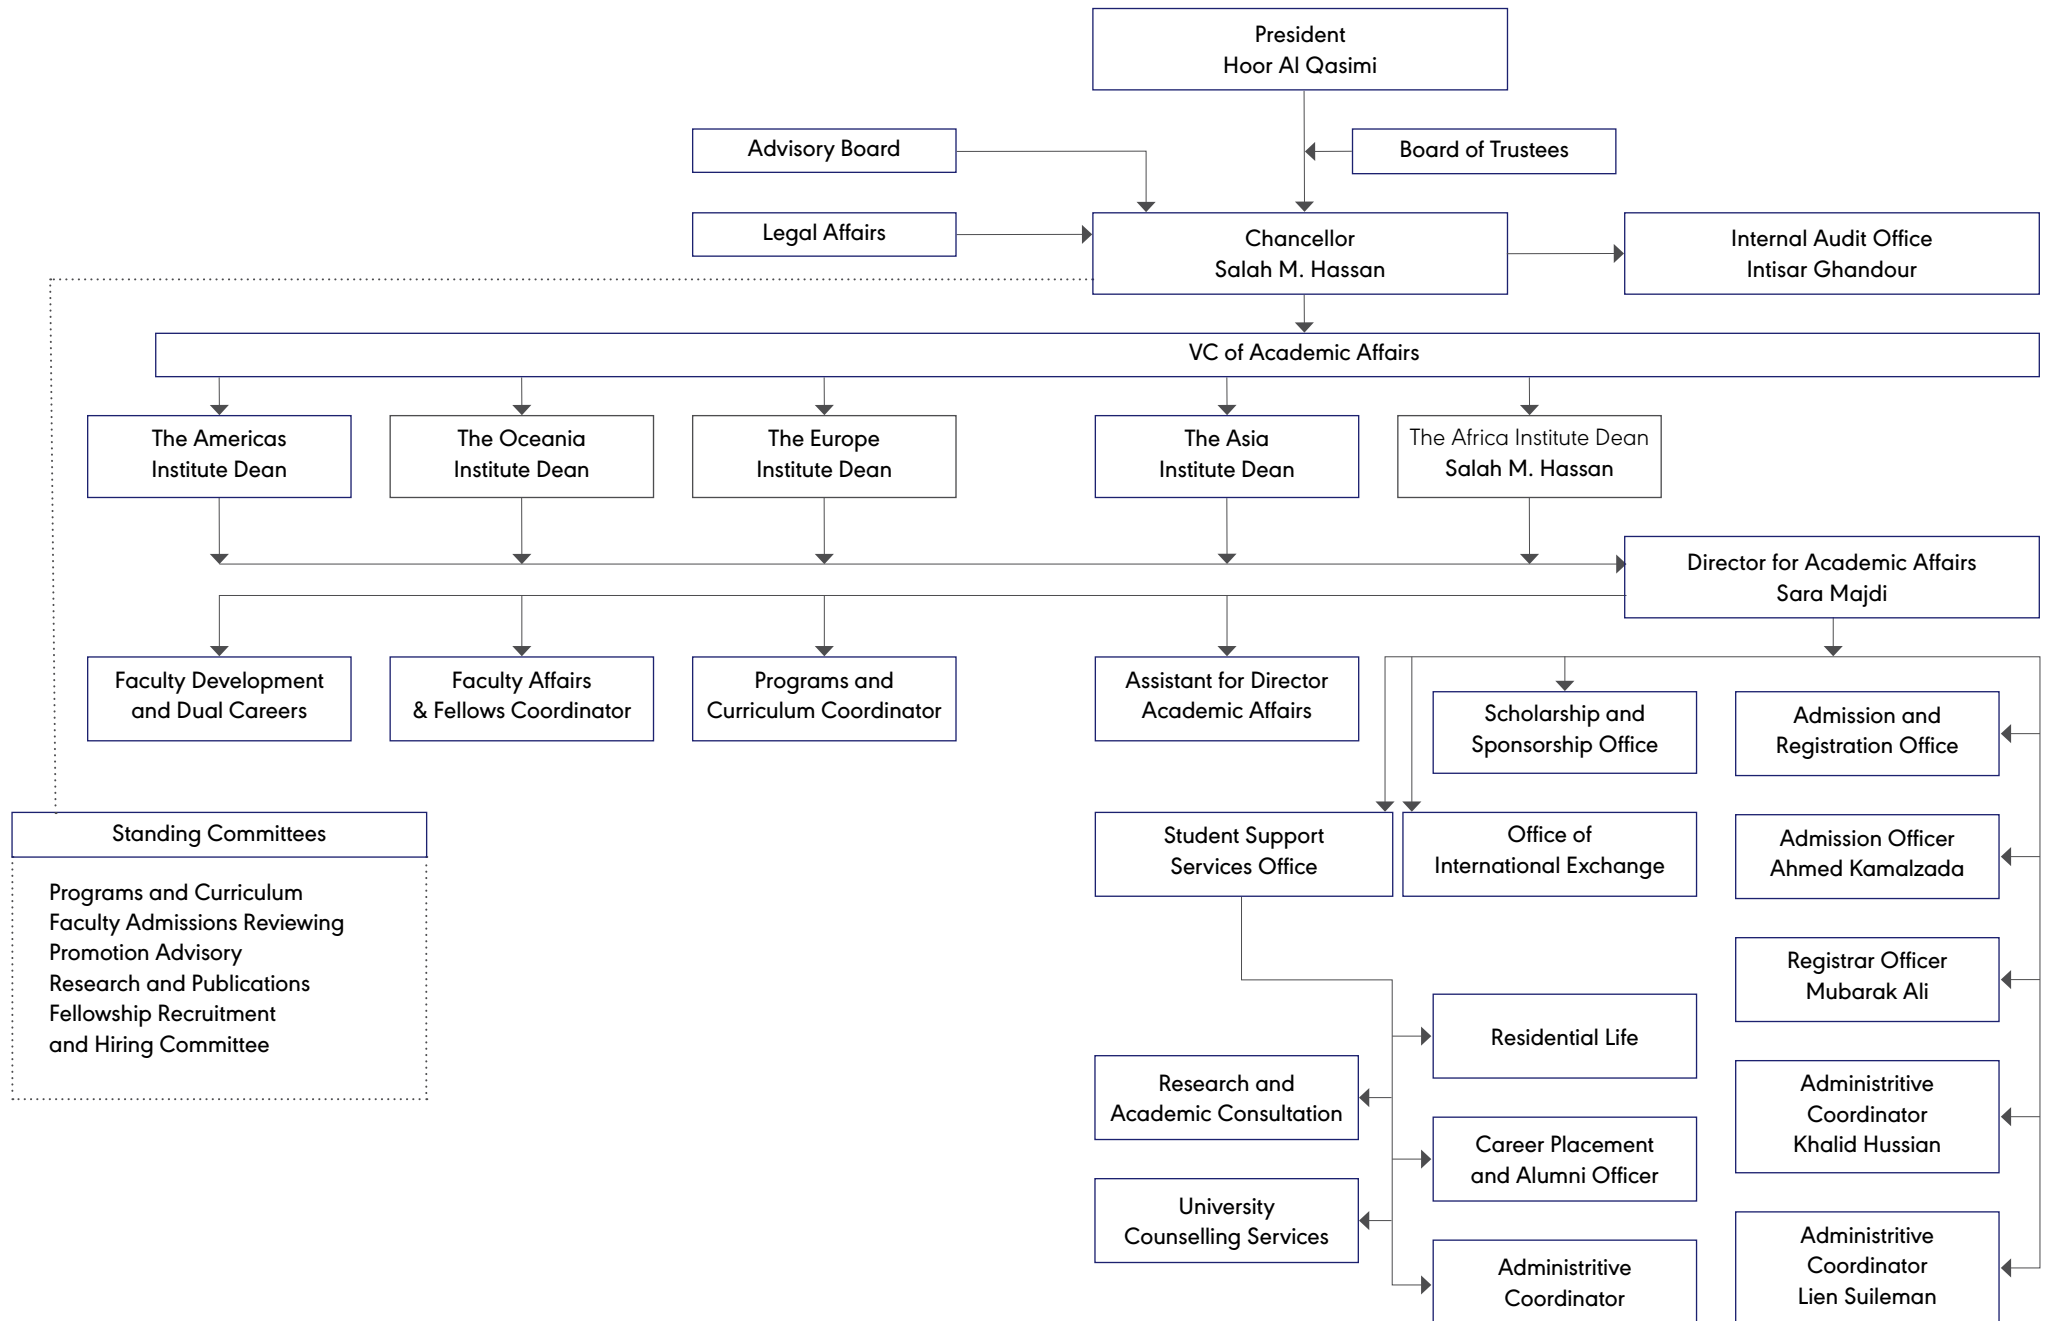 President
Hoor Al Qasimi
Advisory Board
Board of Trustees
Legal Affairs
Chancellor
Salah M. Hassan
Internal Audit Office
Intisar Ghandour
VC of Academic Affairs
The Americas
Institute Dean
The Oceania
Institute Dean
The Europe
Institute Dean
The Asia
Institute Dean
The Africa Institute Dean
Salah M. Hassan
Director for Academic Affairs
Sara Majdi
Faculty Development
and Dual Careers
Faculty Affairs
& Fellows Coordinator
Programs and
Curriculum Coordinator
Assistant for Director
Academic Affairs
Scholarship and
Sponsorship Office
Admission and
Registration Office
Standing Committees
Programs and Curriculum
Faculty Admissions Reviewing
Promotion Advisory
Research and Publications
Fellowship Recruitment
and Hiring Committee
Student Support
Services Office
Office of
International Exchange
Admission Officer
Ahmed Kamalzada
Registrar Officer
Mubarak Ali
Residential Life
Research and
Academic Consultation
Administritive
Coordinator
Khalid Hussian
Career Placement
and Alumni Officer
University
Counselling Services
Administritive
Coordinator
Administritive
Coordinator
Lien Suileman